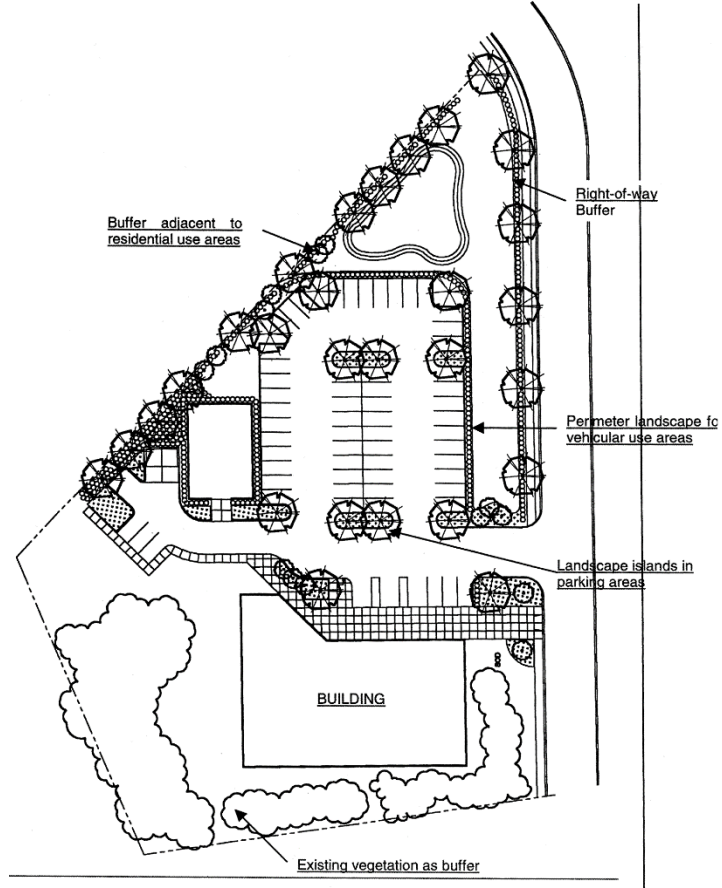 Right-of-way
Buffer
Buffer adjacent to
residential use areas
Perimeter landscape fo
vehicular use areas
Landscape islands in
parking areas
BUILDING
Existing vegetation as buffer